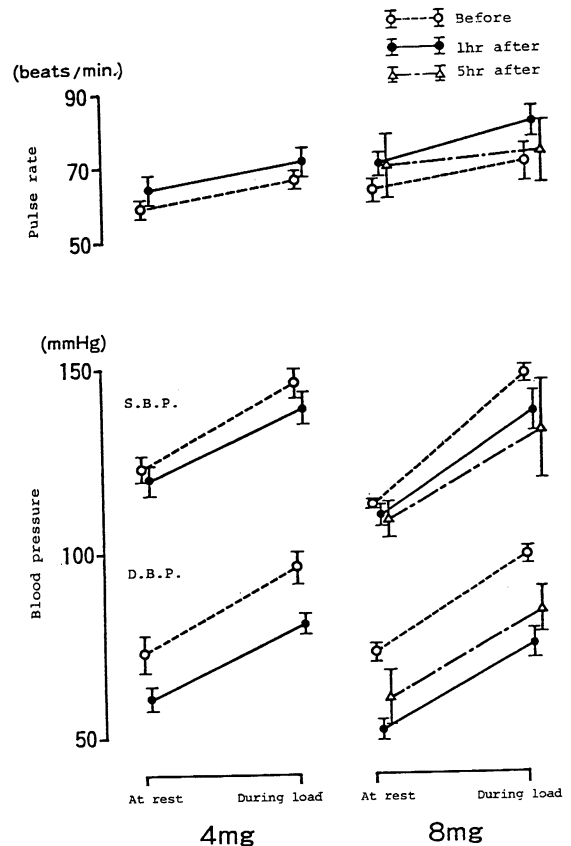 Before
1hr after
5hr after
(beats/min.)
90
70
50
Pulse rate
(mmHg)
150
100
50
Blood pressure
S.B.P.
D.B.P.
At rest During load At rest During load
4mg 8mg